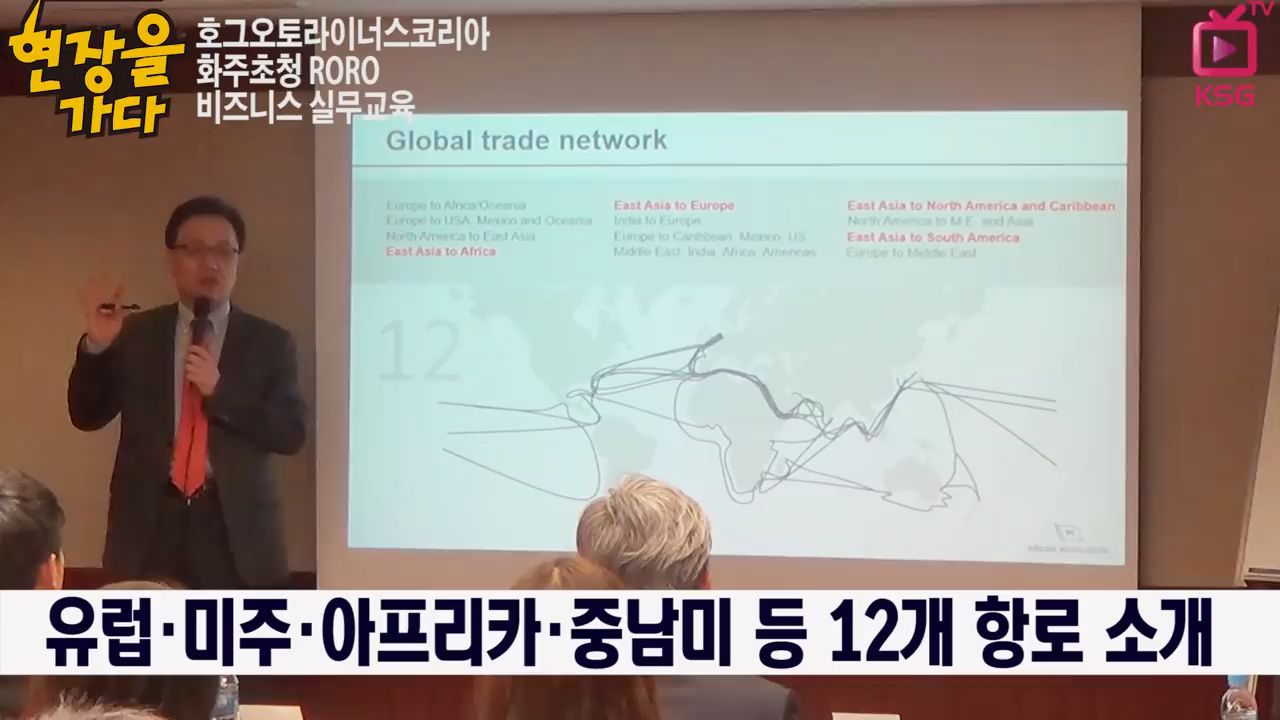 현장을
가다
호그오토라이너스코리아
화주초청 RORO
비즈니스 실무교육
TV
KSG
Global trade network
Europe to Africa/Oceania
Europe to USA, Mexico and Oceania
North America to East Asia
East Asia to Africa
East Asia to Europe
India to Europe
Europe to Caribbean, Mexico, US
Middle East, India, Africa, Americas
East Asia to North America and Caribbean
North America to M.E. and Asia
East Asia to South America
Europe to Middle East
12
유럽·미주·아프리카·중남미 등 12개 항로 소개